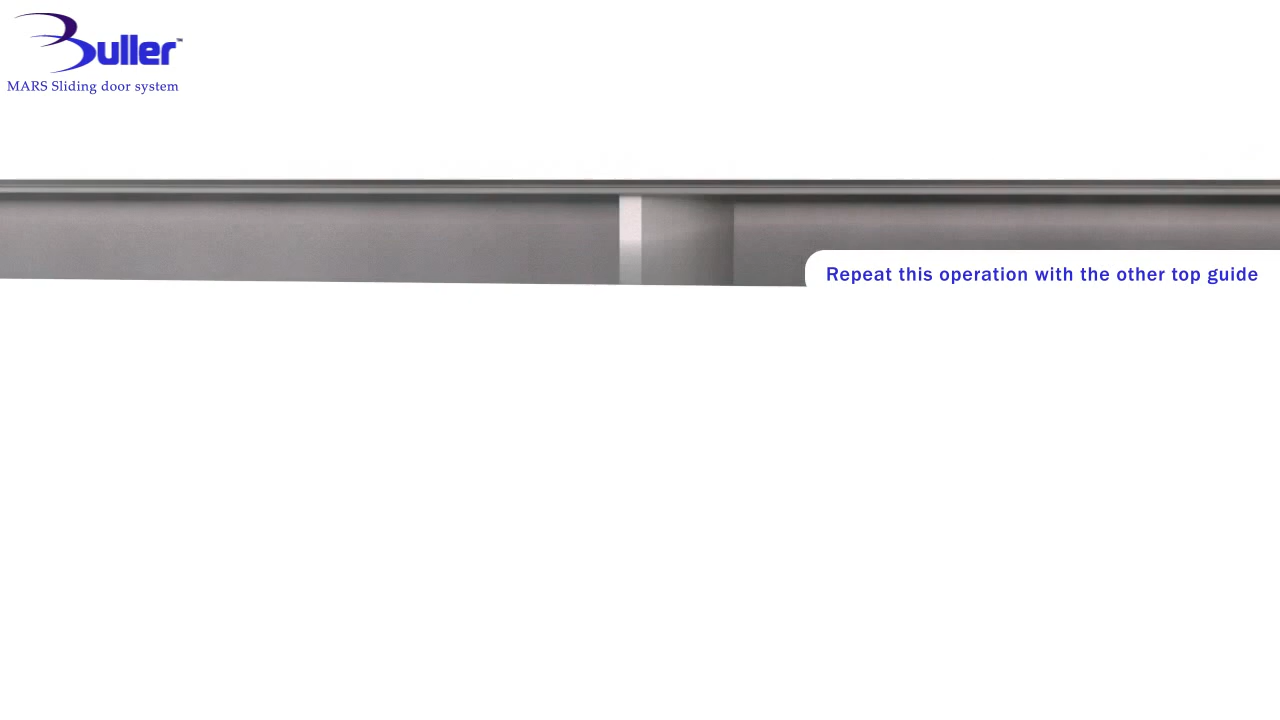 Buller™
MARS Sliding door system
Repeat this operation with the other top guide